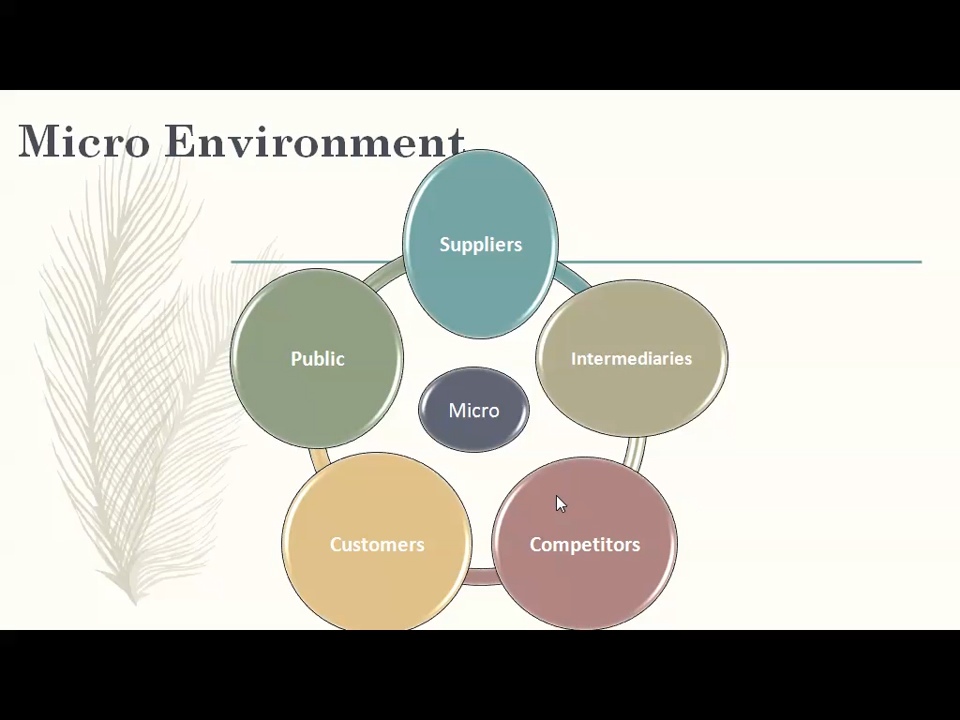 Micro Environment
Suppliers
Public
Intermediaries
Micro
Customers
Competitors